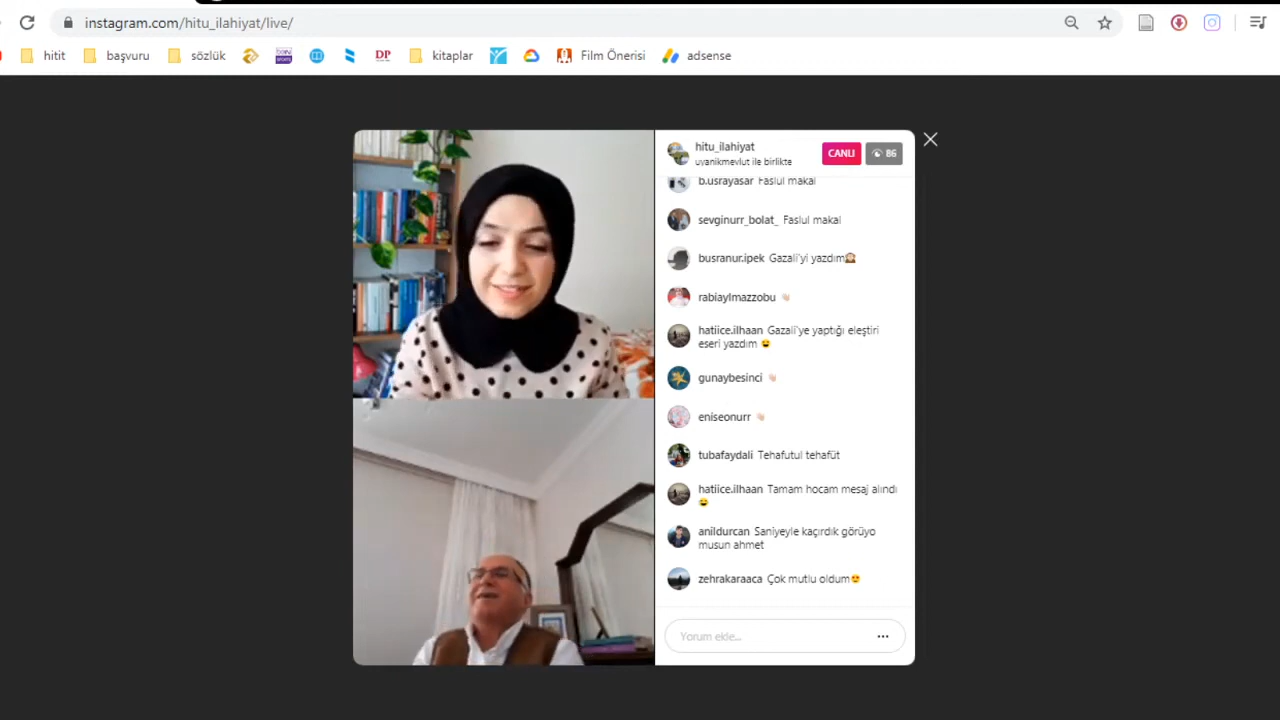 instagram.com/hitu_ilahiyat/live/
hitit başvuru sözlük DP kitaplar Film Önerisi adsense
hitu_ilahiyat
uyanikmevlut ile birlikte
CANLI 86
b.usrayasar Faslul makal
sevginurr_bolat_ Faslul makal
busranur.ipek Gazali'yi yazdım🙈
rabiaylmazzobu 👏🏻
hatiice.ilhaan Gazali'ye yaptığı eleştiri
eseri yazdım 😄
gunaybesinci 👏🏻
eniseonurr 👏🏻
tubafaydali Tehafutul tehafüt
hatiice.ilhaan Tamam hocam mesaj alındı
😄
anildurcan Saniyeyle kaçırdık görüyo
musun ahmet
zehrakaraaca Çok mutlu oldum😍
Yorum ekle...